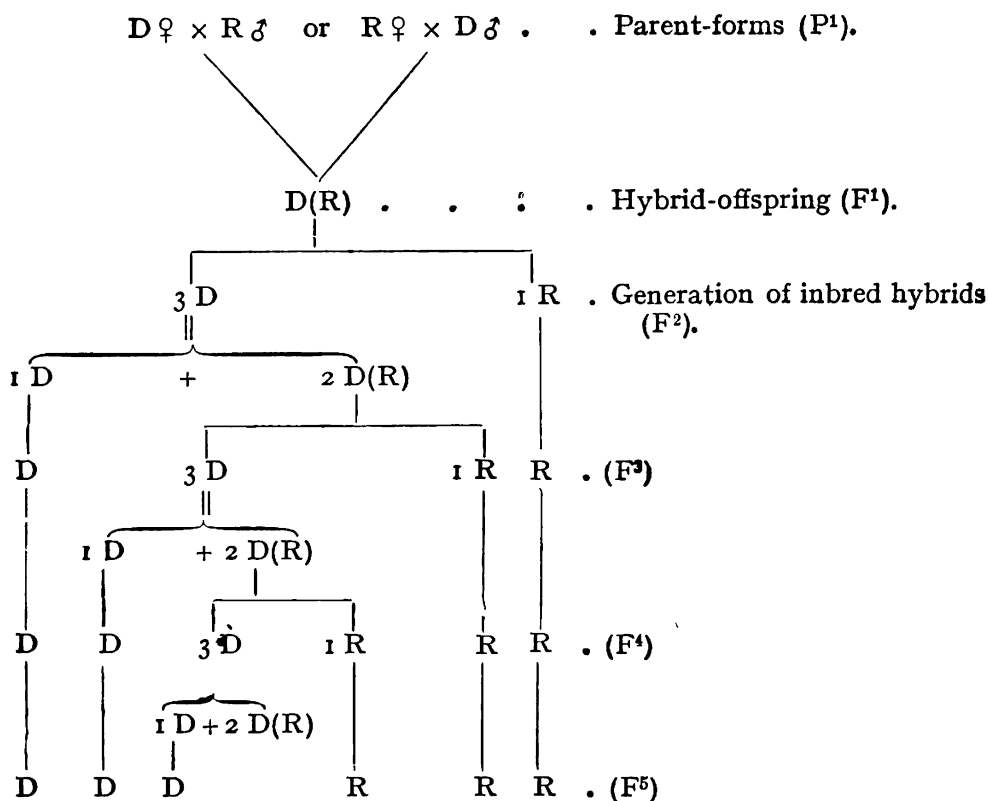 D♀ × R♂ or R♀ × D♂ . . Parent-forms (P¹).
D(R) . . . . Hybrid-offspring (F¹).
3 D 1 R . Generation of inbred hybrids
(F²).
1 D + 2 D(R)
D 3 D 1 R R . (F³)
1 D + 2 D(R)
D D 3 D 1 R R R . (F⁴)
1 D + 2 D(R)
D D D R R R . (F⁵)